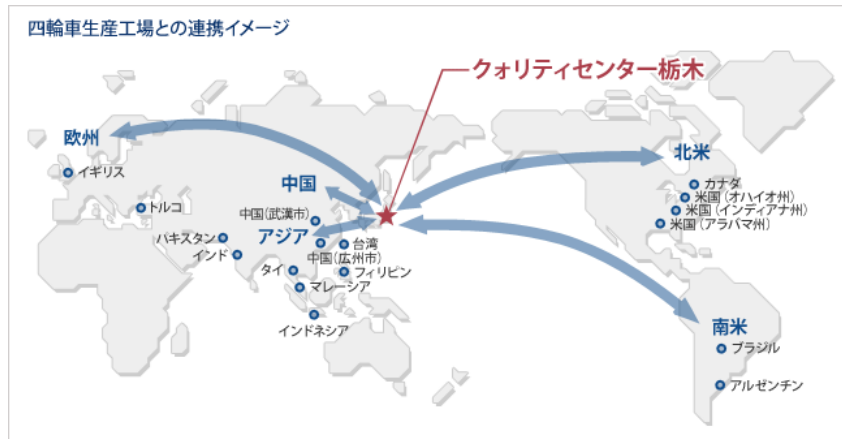 四輪車生産工場との連携イメージ
クォリティセンター栃木
欧州
イギリス
トルコ
中国
中国（武漢市）
アジア
パキスタン
インド
台湾
中国（広州市）
タイ
フィリピン
マレーシア
インドネシア
北米
カナダ
米国（オハイオ州）
米国（インディアナ州）
米国（アラバマ州）
南米
ブラジル
アルゼンチン